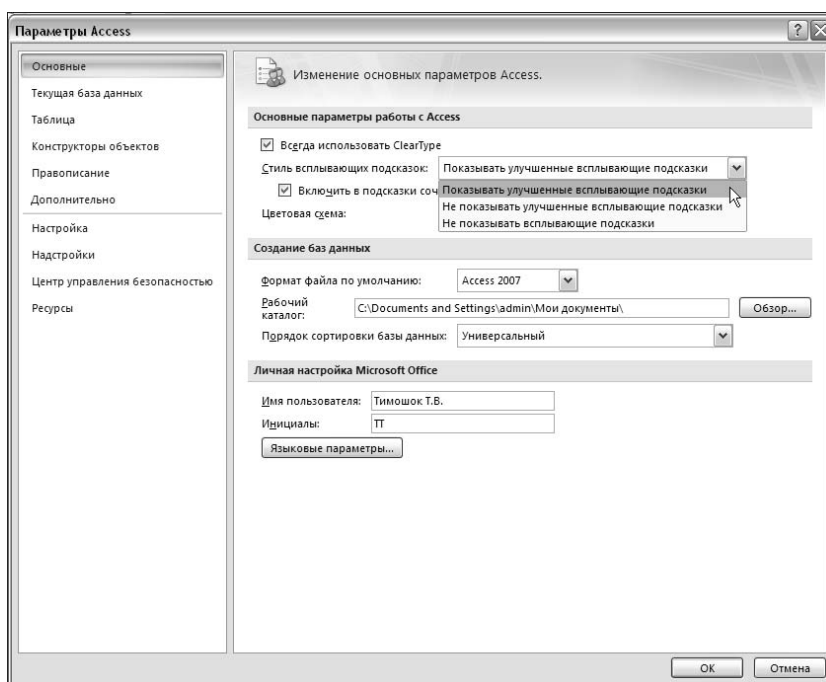 Параметры Access
Основные
Текущая база данных
Таблица
Конструкторы объектов
Правописание
Дополнительно
Настройка
Надстройки
Центр управления безопасностью
Ресурсы
Изменение основных параметров Access.
Основные параметры работы с Access
Всегда использовать ClearType
Стиль всплывающих подсказок: Показывать улучшенные всплывающие подсказки
Включить в подсказки соч
Показывать улучшенные всплывающие подсказки
Не показывать улучшенные всплывающие подсказки
Не показывать всплывающие подсказки
Цветовая схема:
Создание баз данных
Формат файла по умолчанию: Access 2007
Рабочий каталог: C:\Documents and Settings\admin\Мои документы\ Обзор...
Порядок сортировки базы данных: Универсальный
Личная настройка Microsoft Office
Имя пользователя: Тимошок Т.В.
Инициалы: ТТ
Языковые параметры...
ОК Отмена